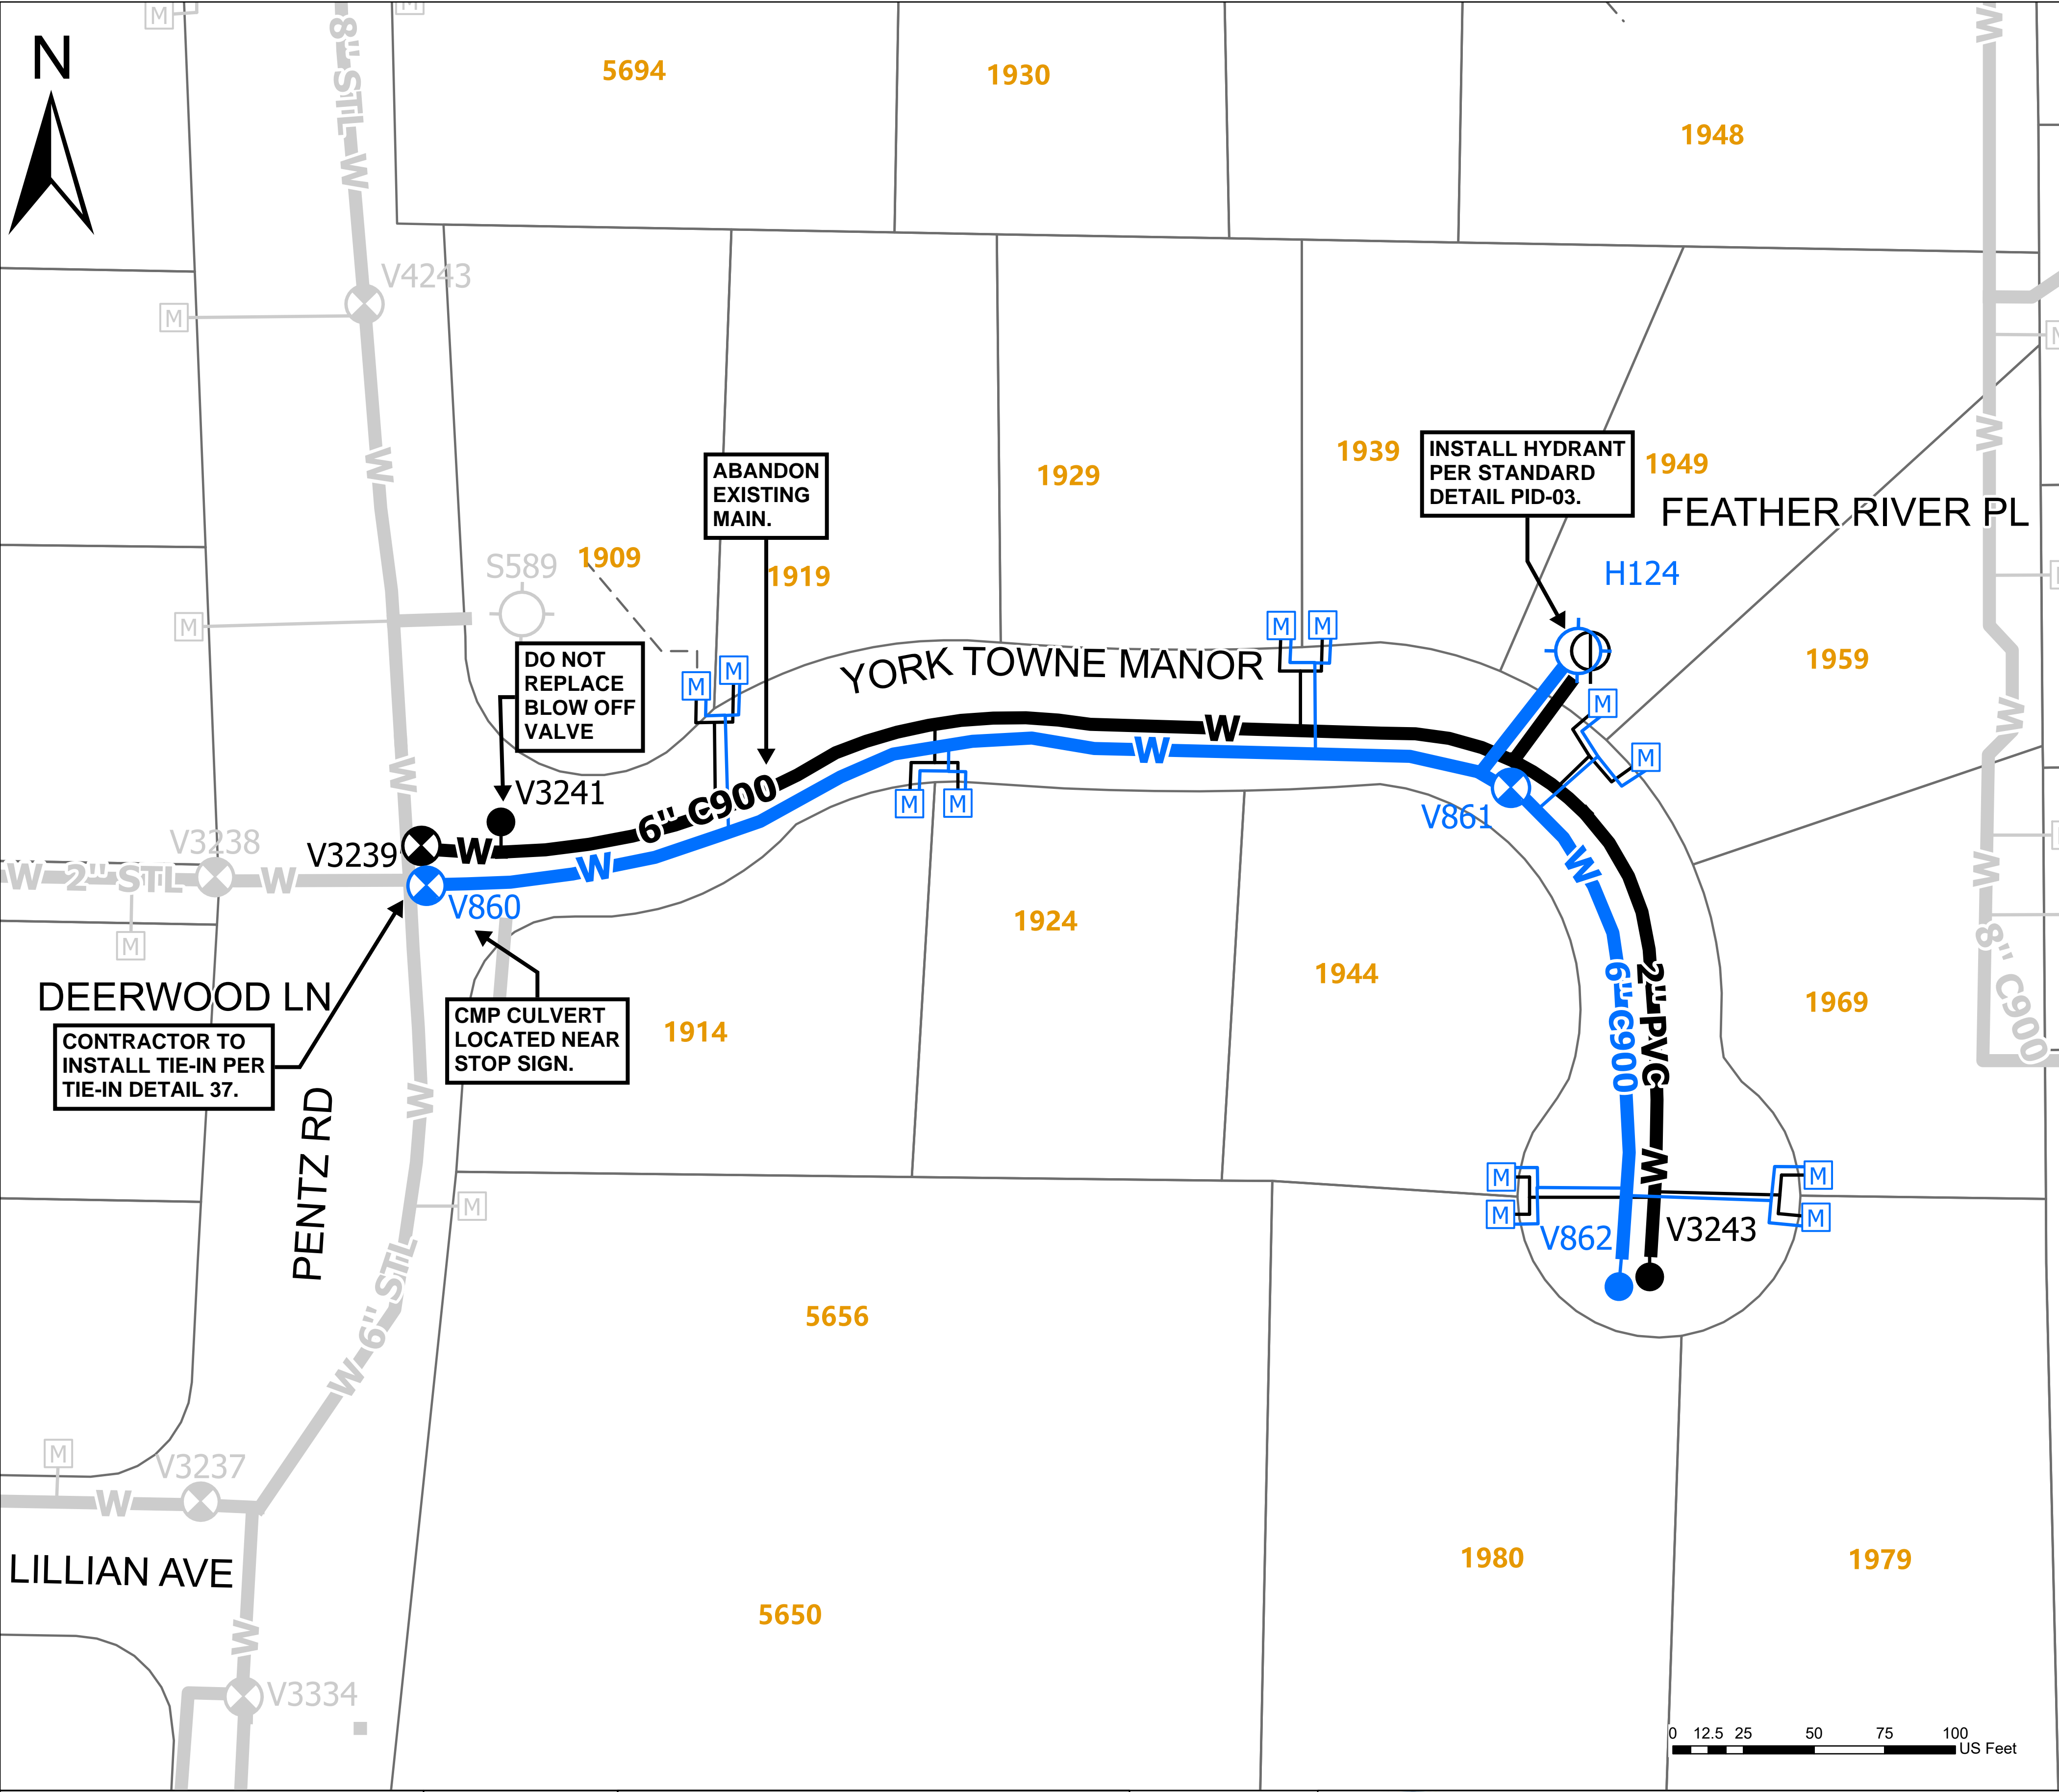 M
M
N
8" STL
W
5694
1930
1948
W
V4243
M
W
M
W
1929
1939
1949
INSTALL HYDRANT
PER STANDARD
DETAIL PID-03.
FEATHER RIVER PL
ABANDON
EXISTING
MAIN.
S589
1909
1919
H124
M
M
M
DO NOT
REPLACE
BLOW OFF
VALVE
M
M
YORK TOWNE MANOR
1959
M
M
W
W
W
W
V3241
6" C900
M
M
V861
M
V3238
V3239
W
W
W
W 2" STL
W
V860
W
M
M
1924
1944
6" C900
2" PVC
8" C900
1969
DEERWOOD LN
CONTRACTOR TO
INSTALL TIE-IN PER
TIE-IN DETAIL 37.
CMP CULVERT
LOCATED NEAR
STOP SIGN.
1914
W
PENTZ RD
M
W
M
M
M
M
V862
V3243
W 6" STL
5656
M
V3237
W
LILLIAN AVE
1980
1979
5650
W
V3334
0 12.5 25 50 75 100
US Feet